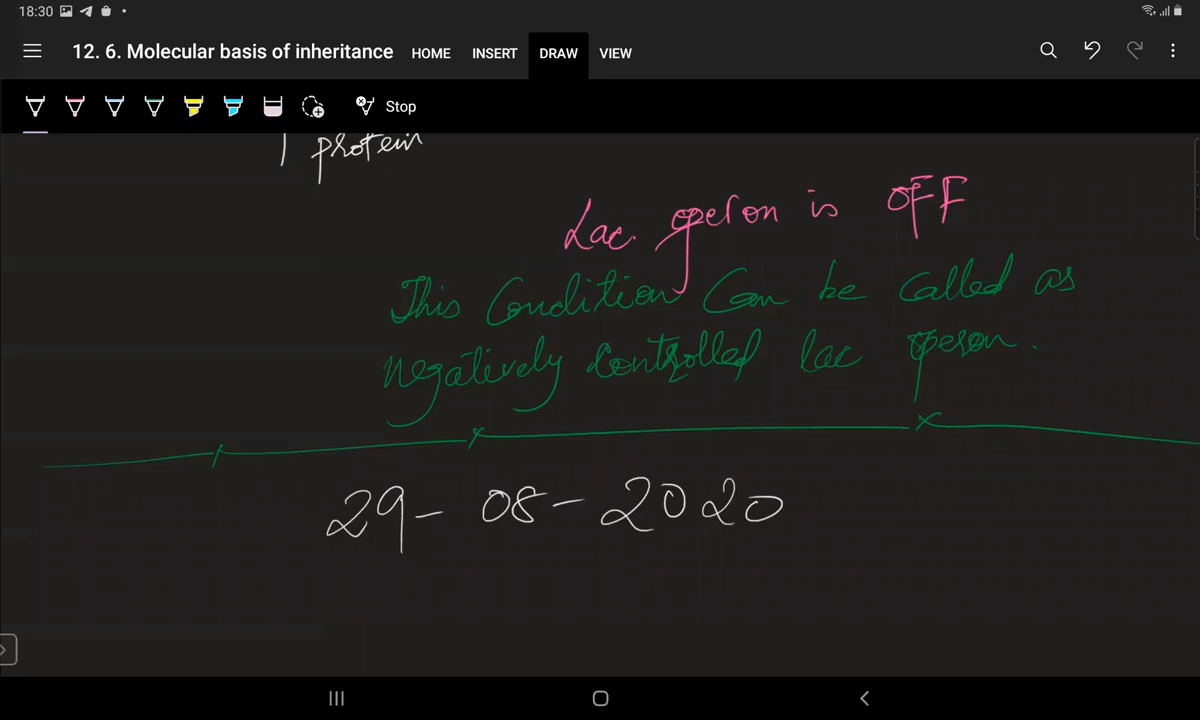 18:30
12. 6. Molecular basis of inheritance HOME INSERT DRAW VIEW
Stop
1 protein
Lac operon is OFF
This Condition Can be Called as
negatively Controlled lac operon.
29-08-2020